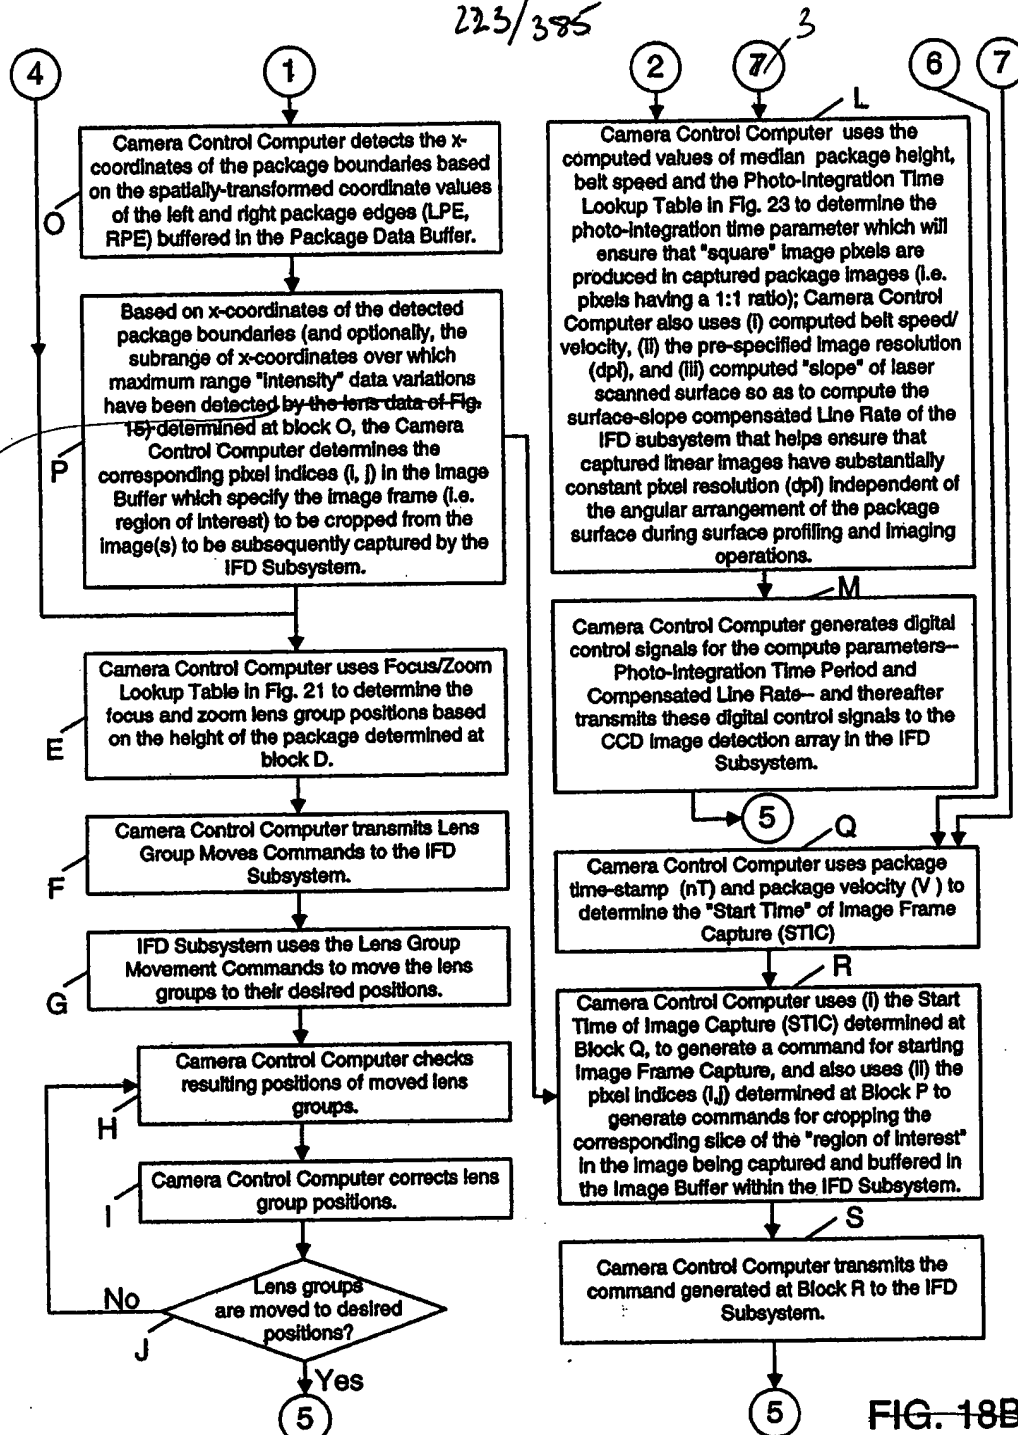 223/385
4
1
2
7 3
6
7
O
Camera Control Computer detects the x-
coordinates of the package boundaries based
on the spatially-transformed coordinate values
of the left and right package edges (LPE,
RPE) buffered in the Package Data Buffer.
P
Based on x-coordinates of the detected
package boundaries (and optionally, the
subrange of x-coordinates over which
maximum range "intensity" data variations
have been detected by the lens data of Fig.
15) determined at block O, the Camera
Control Computer determines the
corresponding pixel indices (i, j) in the Image
Buffer which specify the image frame (i.e.
region of interest) to be cropped from the
image(s) to be subsequently captured by the
IFD Subsystem.
E
Camera Control Computer uses Focus/Zoom
Lookup Table in Fig. 21 to determine the
focus and zoom lens group positions based
on the height of the package determined at
block D.
F
Camera Control Computer transmits Lens
Group Moves Commands to the IFD
Subsystem.
G
IFD Subsystem uses the Lens Group
Movement Commands to move the lens
groups to their desired positions.
H
Camera Control Computer checks
resulting positions of moved lens
groups.
I
Camera Control Computer corrects lens
group positions.
J
Lens groups
are moved to desired
positions?
No
Yes
5
L
Camera Control Computer uses the
computed values of median package height,
belt speed and the Photo-Integration Time
Lookup Table in Fig. 23 to determine the
photo-integration time parameter which will
ensure that "square" image pixels are
produced in captured package images (i.e.
pixels having a 1:1 ratio); Camera Control
Computer also uses (i) computed belt speed/
velocity, (ii) the pre-specified image resolution
(dpi), and (iii) computed "slope" of laser
scanned surface so as to compute the
surface-slope compensated Line Rate of the
IFD subsystem that helps ensure that
captured linear images have substantially
constant pixel resolution (dpi) independent of
the angular arrangement of the package
surface during surface profiling and imaging
operations.
M
Camera Control Computer generates digital
control signals for the compute parameters--
Photo-Integration Time Period and
Compensated Line Rate-- and thereafter
transmits these digital control signals to the
CCD image detection array in the IFD
Subsystem.
5
Q
Camera Control Computer uses package
time-stamp (nT) and package velocity (V ) to
determine the "Start Time" of Image Frame
Capture (STIC)
R
Camera Control Computer uses (i) the Start
Time of Image Capture (STIC) determined at
Block Q, to generate a command for starting
Image Frame Capture, and also uses (ii) the
pixel indices (i,j) determined at Block P to
generate commands for cropping the
corresponding slice of the "region of interest"
in the image being captured and buffered in
the Image Buffer within the IFD Subsystem.
S
Camera Control Computer transmits the
command generated at Block R to the IFD
Subsystem.
5
FIG. 18B